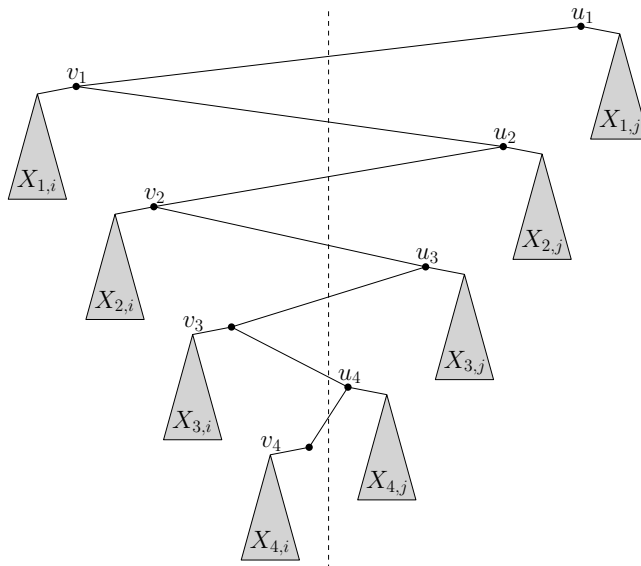 u₁
v₁
X₁,ⱼ
u₂
X₁,ᵢ
v₂
X₂,ⱼ
u₃
X₂,ᵢ
v₃
X₃,ⱼ
u₄
X₃,ᵢ
v₄
X₄,ⱼ
X₄,ᵢ